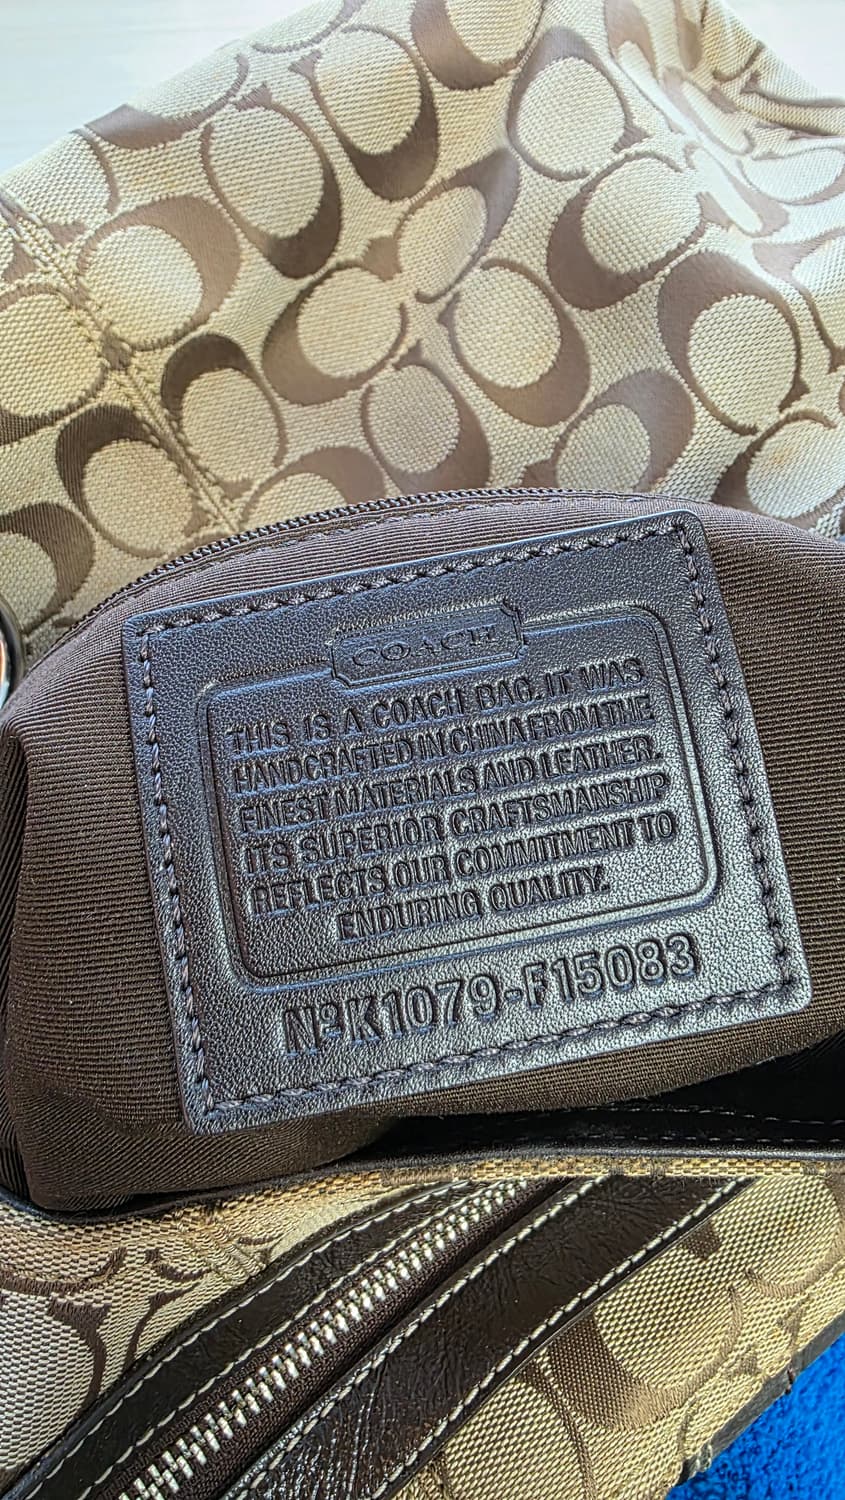 COACH
THIS IS A COACH BAG. IT WAS
HANDCRAFTED IN CHINA FROM THE
FINEST MATERIALS AND LEATHER.
ITS SUPERIOR CRAFTSMANSHIP
REFLECTS OUR COMMITMENT TO
ENDURING QUALITY.
Nº K1079-F15083